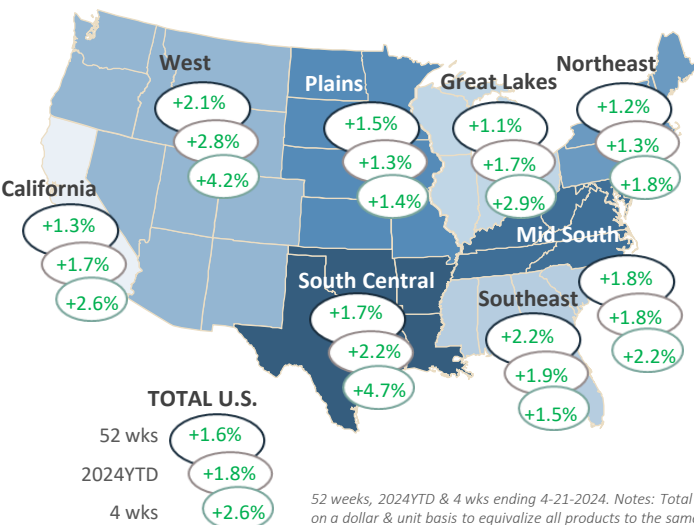 West
+2.1%
+2.8%
+4.2%
Plains
+1.5%
+1.3%
+1.4%
Great Lakes
+1.1%
+1.7%
+2.9%
Northeast
+1.2%
+1.3%
+1.8%
California
+1.3%
+1.7%
+2.6%
South Central
+1.7%
+2.2%
+4.7%
Southeast
+2.2%
+1.9%
+1.5%
Mid South
+1.8%
+1.8%
+2.2%
TOTAL U.S.
52 wks +1.6%
2024YTD +1.8%
4 wks +2.6%
52 weeks, 2024YTD & 4 wks ending 4-21-2024. Notes: Total
on a dollar & unit basis to equivalize all products to the same